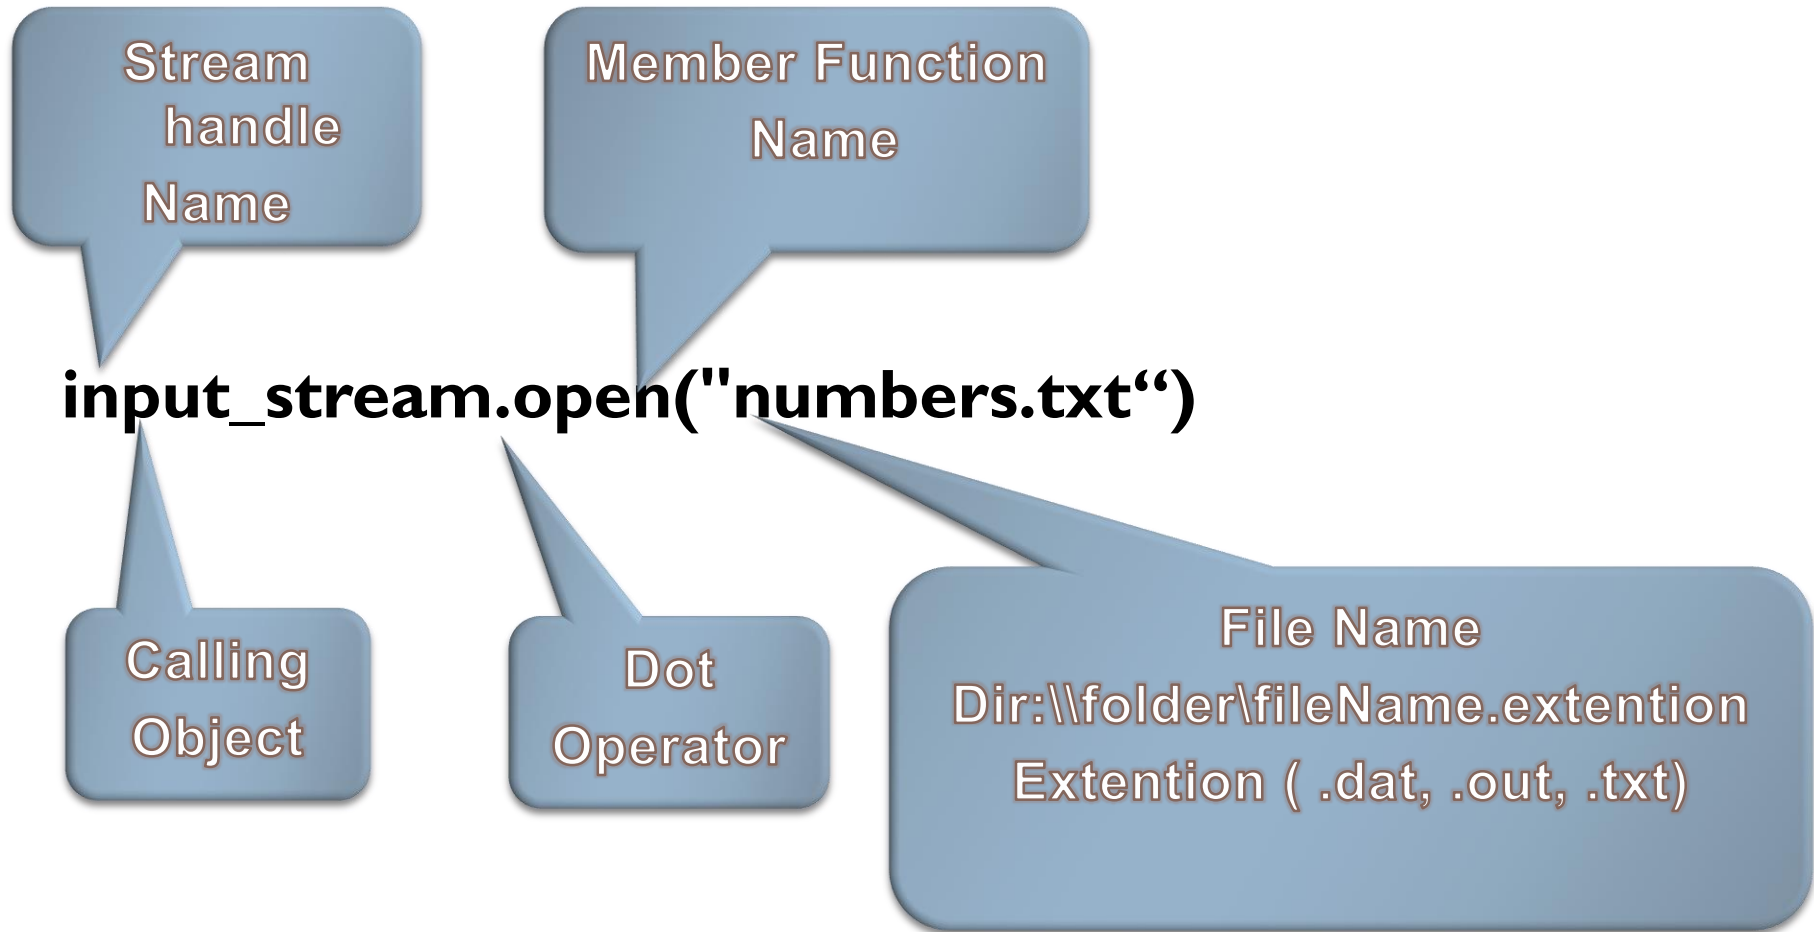 Stream
handle
Name
Member Function
Name
input_stream.open("numbers.txt“)
Calling
Object
Dot
Operator
File Name
Dir:\\folder\fileName.extention
Extention ( .dat, .out, .txt)